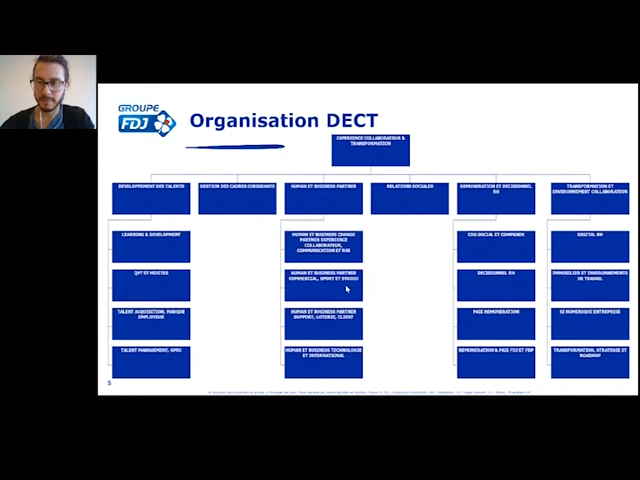 GROUPE
FDJ
Organisation DECT
EXPERIENCE COLLABORATEUR &
TRANSFORMATION
DEVELOPPEMENT DES TALENTS
GESTION DES CADRES DIRIGEANTS
HUMAN ET BUSINESS PARTNER
RELATIONS SOCIALES
REMUNERATION ET DECISIONNEL
RH
TRANSFORMATION ET
ENVIRONNEMENT COLLABORATEUR
LEARNING & DEVELOPMENT
HUMAN ET BUSINESS CHANGE
PARTNER EXPERIENCE
COLLABORATEUR,
COMMUNICATION ET RSE
CDG SOCIAL ET COMP&BEN
DIGITAL RH
QVT ET MIXITES
HUMAN ET BUSINESS PARTNER
COMMERCIAL, SPORT ET STUDIO
DECISIONNEL RH
IMMOBILIER ET ENVIRONNEMENTS
DE TRAVAIL
TALENT ACQUISITION, MARQUE
EMPLOYEUR
HUMAN ET BUSINESS PARTNER
SUPPORT, LOTERIE, CLIENT
PAIE REMUNERATION
SI NUMERIQUE ENTREPRISE
TALENT MANAGEMENT, GPEC
HUMAN ET BUSINESS TECHNOLOGIE
ET INTERNATIONAL
REMUNERATION & PAIE FDJ ET FDP
TRANSFORMATION, STRATEGIE ET
ROADMAP
5